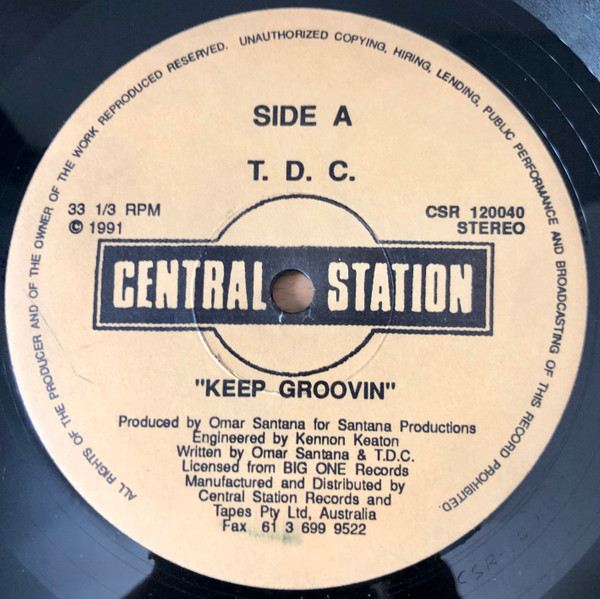 ALL RIGHTS OF THE PRODUCER AND OF THE OWNER OF THE WORK REPRODUCED RESERVED. UNAUTHORIZED COPYING, HIRING, LENDING, PUBLIC PERFORMANCE AND BROADCASTING OF THIS RECORD PROHIBITED.
SIDE A
T. D. C.
33 1/3 RPM
© 1991
CSR 120040
STEREO
CENTRAL STATION
"KEEP GROOVIN"
Produced by Omar Santana for Santana Productions
Engineered by Kennon Keaton
Written by Omar Santana & T.D.C.
Licensed from BIG ONE Records
Manufactured and Distributed by
Central Station Records and
Tapes Pty Ltd, Australia
Fax 61 3 699 9522